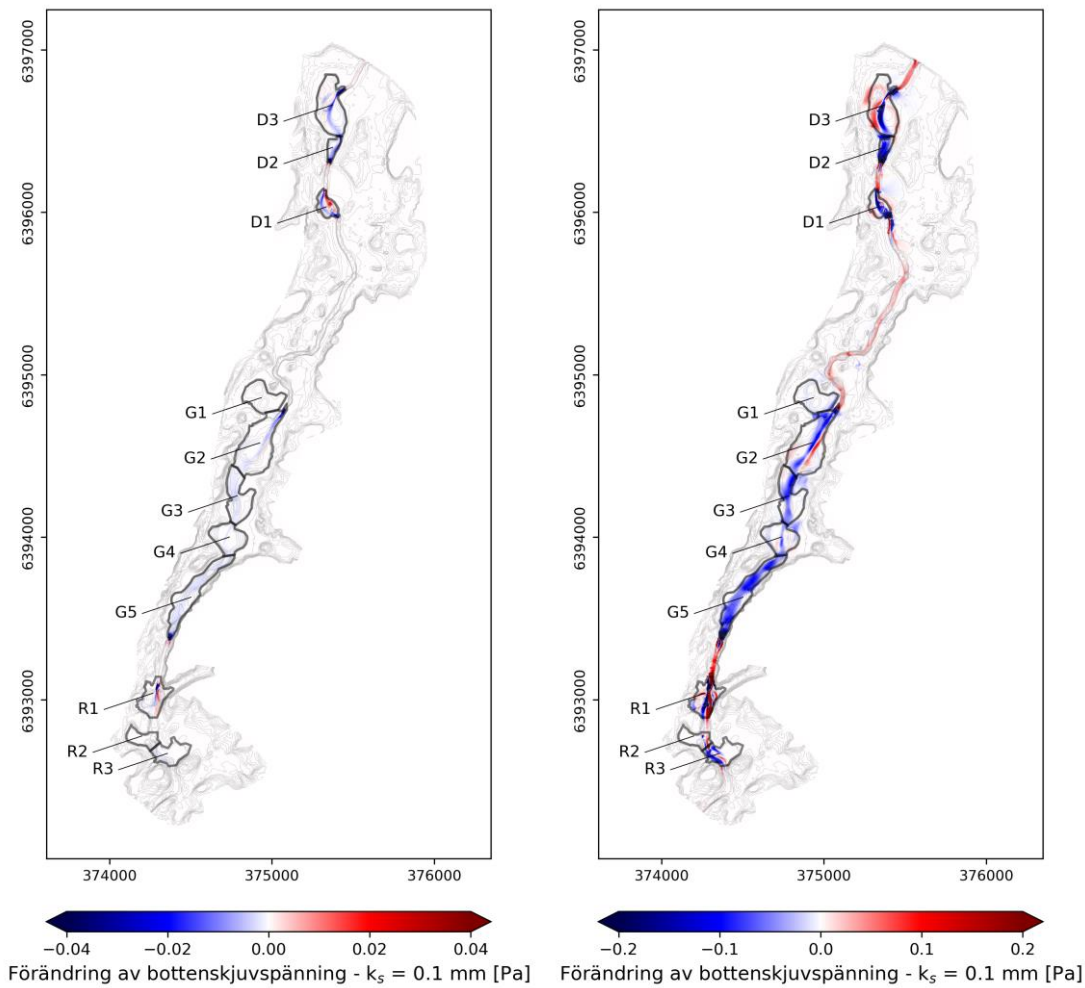 6397000
6396000
6395000
6394000
6393000
D3
D2
D1
G1
G2
G3
G4
G5
R1
R2
R3
374000 375000 376000
−0.04 −0.02 0.00 0.02 0.04
Förändring av bottenskjuvspänning - kₛ = 0.1 mm [Pa]
6397000
6396000
6395000
6394000
6393000
D3
D2
D1
G1
G2
G3
G4
G5
R1
R2
R3
374000 375000 376000
−0.2 −0.1 0.0 0.1 0.2
Förändring av bottenskjuvspänning - kₛ = 0.1 mm [Pa]